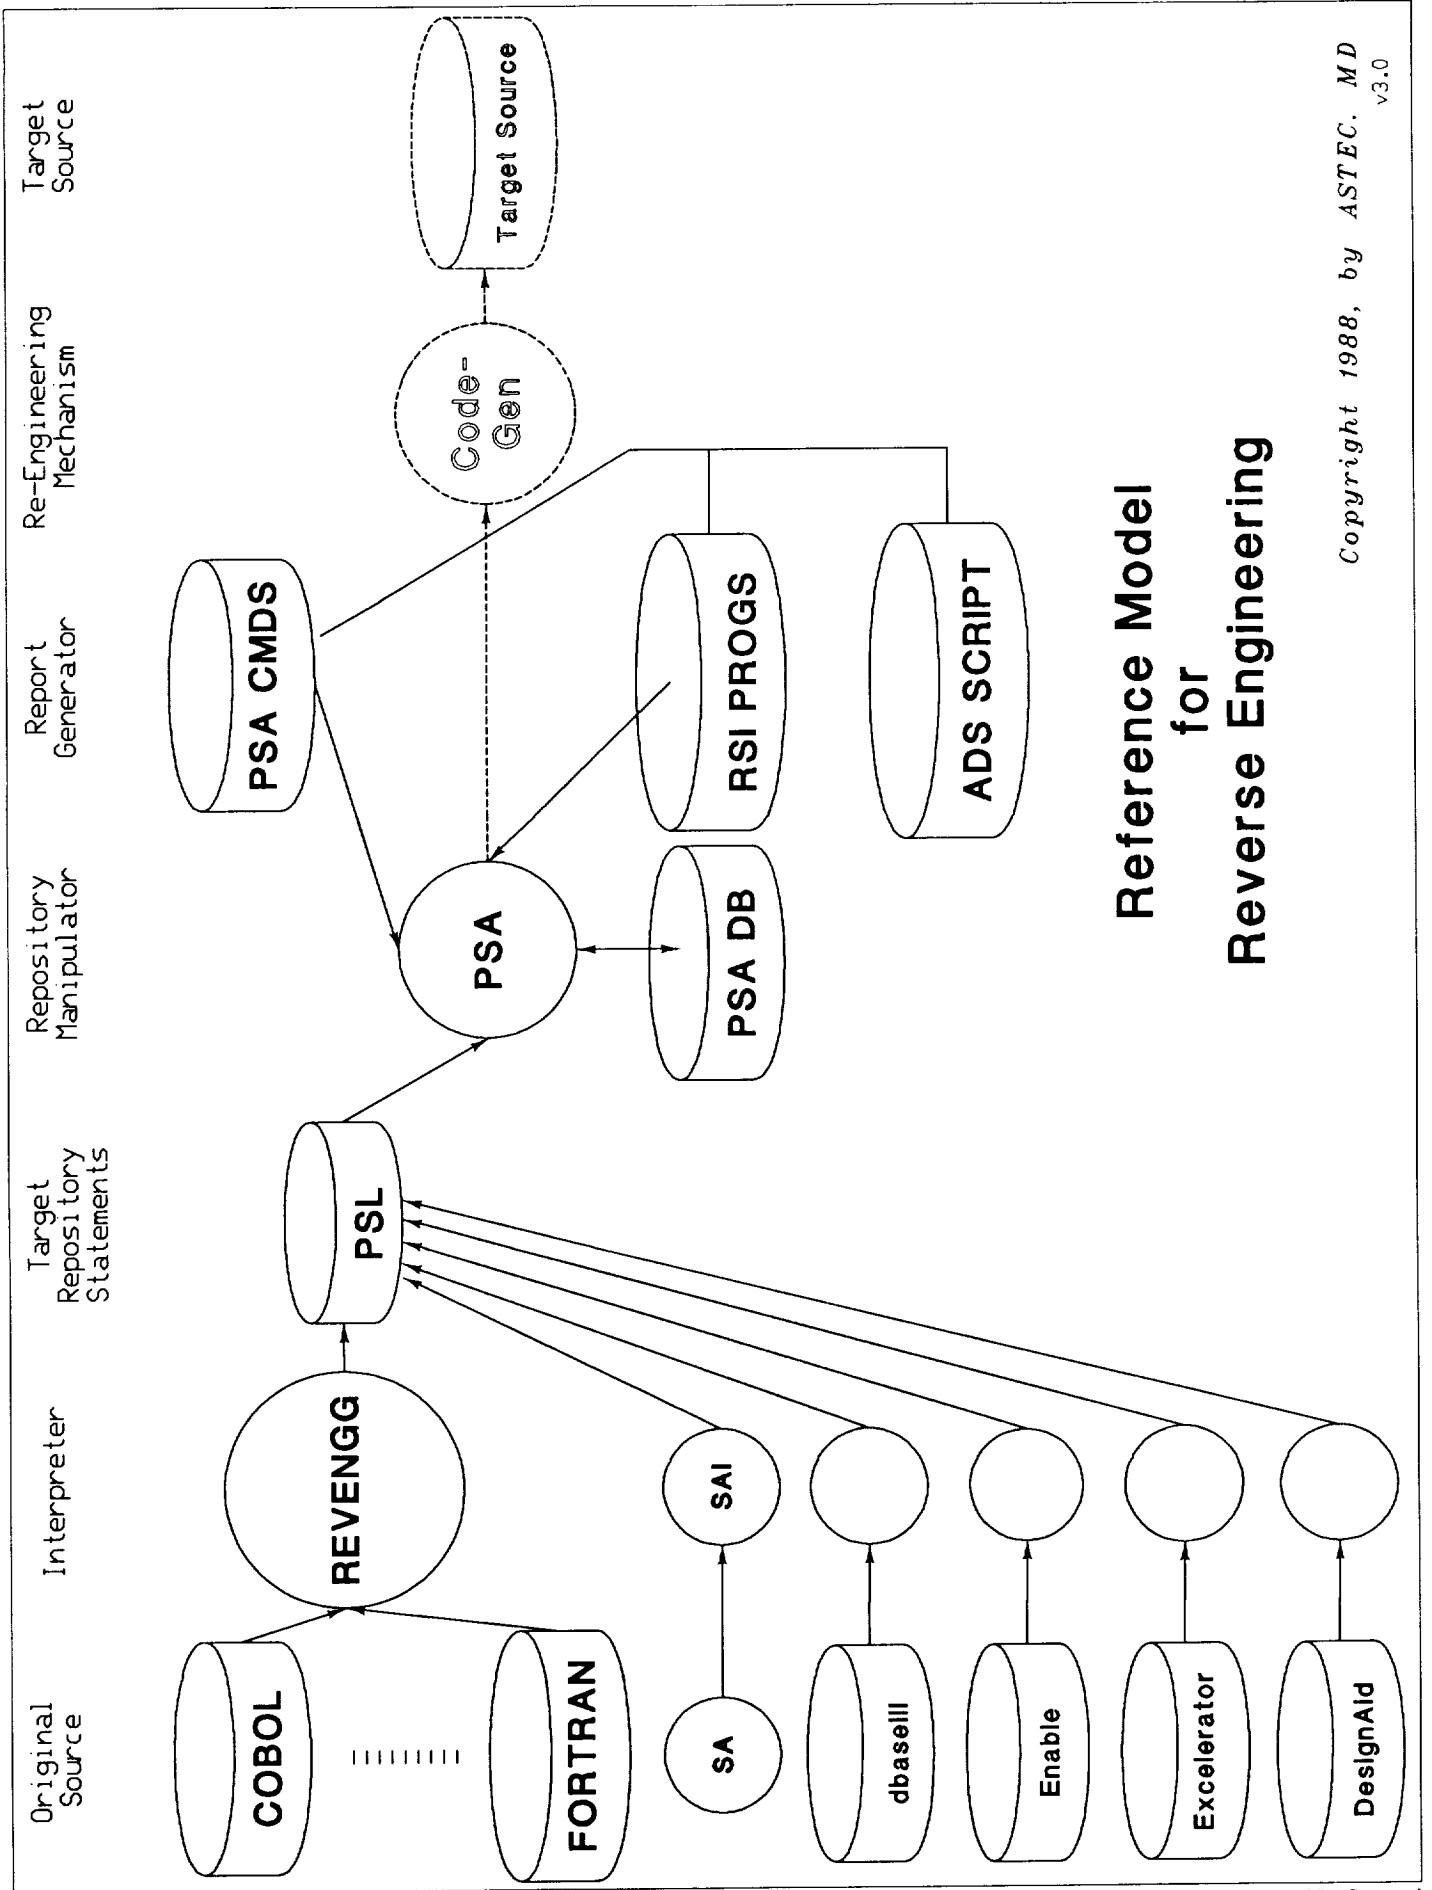 Original
Source
Interpreter
Target
Repository
Statements
Repository
Manipulator
Report
Generator
Re-Engineering
Mechanism
Target
Source
COBOL
FORTRAN
SA
dbaseIII
Enable
Excelerator
DesignAid
REVENGG
SAI
PSL
PSA
PSA DB
PSA CMDS
RSI PROGS
ADS SCRIPT
Code-
Gen
Target Source
Reference Model
for
Reverse Engineering
Copyright 1988, by ASTEC. MD
v3.0